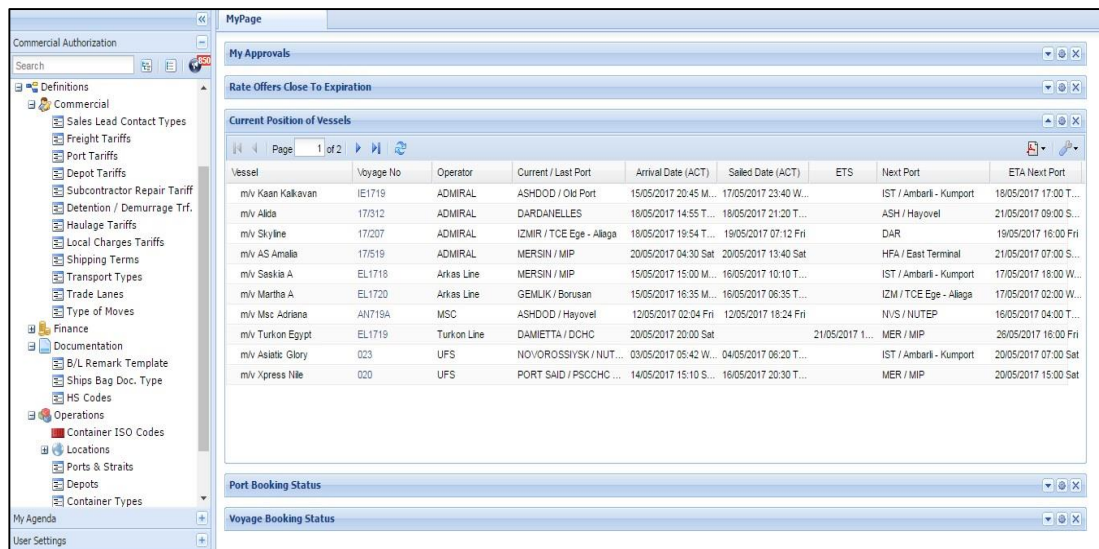 MyPage
Commercial Authorization
Search
850
Definitions
Commercial
Sales Lead Contact Types
Freight Tariffs
Port Tariffs
Depot Tariffs
Subcontractor Repair Tariff
Detention / Demurrage Trf.
Haulage Tariffs
Local Charges Tariffs
Shipping Terms
Transport Types
Trade Lanes
Type of Moves
Finance
Documentation
B/L Remark Template
Ships Bag Doc. Type
HS Codes
Operations
Container ISO Codes
Locations
Ports & Straits
Depots
Container Types
My Agenda
User Settings
My Approvals
Rate Offers Close To Expiration
Current Position of Vessels
Page 1 of 2
Vessel Voyage No Operator Current / Last Port Arrival Date (ACT) Sailed Date (ACT) ETS Next Port ETA Next Port
m/v Kaan Kalkavan IE1719 ADMIRAL ASHDOD / Old Port 15/05/2017 20:45 M... 17/05/2017 23:40 W... IST / Ambarli - Kumport 18/05/2017 17:00 T...
m/v Alida 17/312 ADMIRAL DARDANELLES 18/05/2017 14:55 T... 18/05/2017 21:20 T... ASH / Hayovel 21/05/2017 09:00 S...
m/v Skyline 17/207 ADMIRAL IZMIR / TCE Ege - Aliaga 18/05/2017 19:54 T... 19/05/2017 07:12 Fri DAR 19/05/2017 16:00 Fri
m/v AS Amalia 17/519 ADMIRAL MERSIN / MIP 20/05/2017 04:30 Sat 20/05/2017 13:40 Sat HFA / East Terminal 21/05/2017 07:00 S...
m/v Saskia A EL1718 Arkas Line MERSIN / MIP 15/05/2017 15:00 M... 16/05/2017 10:10 T... IST / Ambarli - Kumport 17/05/2017 18:00 W...
m/v Martha A EL1720 Arkas Line GEMLIK / Borusan 15/05/2017 16:35 M... 16/05/2017 06:35 T... IZM / TCE Ege - Aliaga 17/05/2017 02:00 W...
m/v Msc Adriana AN719A MSC ASHDOD / Hayovel 12/05/2017 02:04 Fri 12/05/2017 18:24 Fri NVS / NUTEP 16/05/2017 04:00 T...
m/v Turkon Egypt EL1719 Turkon Line DAMIETTA / DCHC 20/05/2017 20:00 Sat 21/05/2017 1... MER / MIP 26/05/2017 16:00 Fri
m/v Asiatic Glory 023 UFS NOVOROSSIYSK / NUT... 03/05/2017 05:42 W... 04/05/2017 06:20 T... IST / Ambarli - Kumport 20/05/2017 07:00 Sat
m/v Xpress Nile 020 UFS PORT SAID / PSCCHC ... 14/05/2017 15:10 S... 16/05/2017 20:30 T... MER / MIP 20/05/2017 15:00 Sat
Port Booking Status
Voyage Booking Status